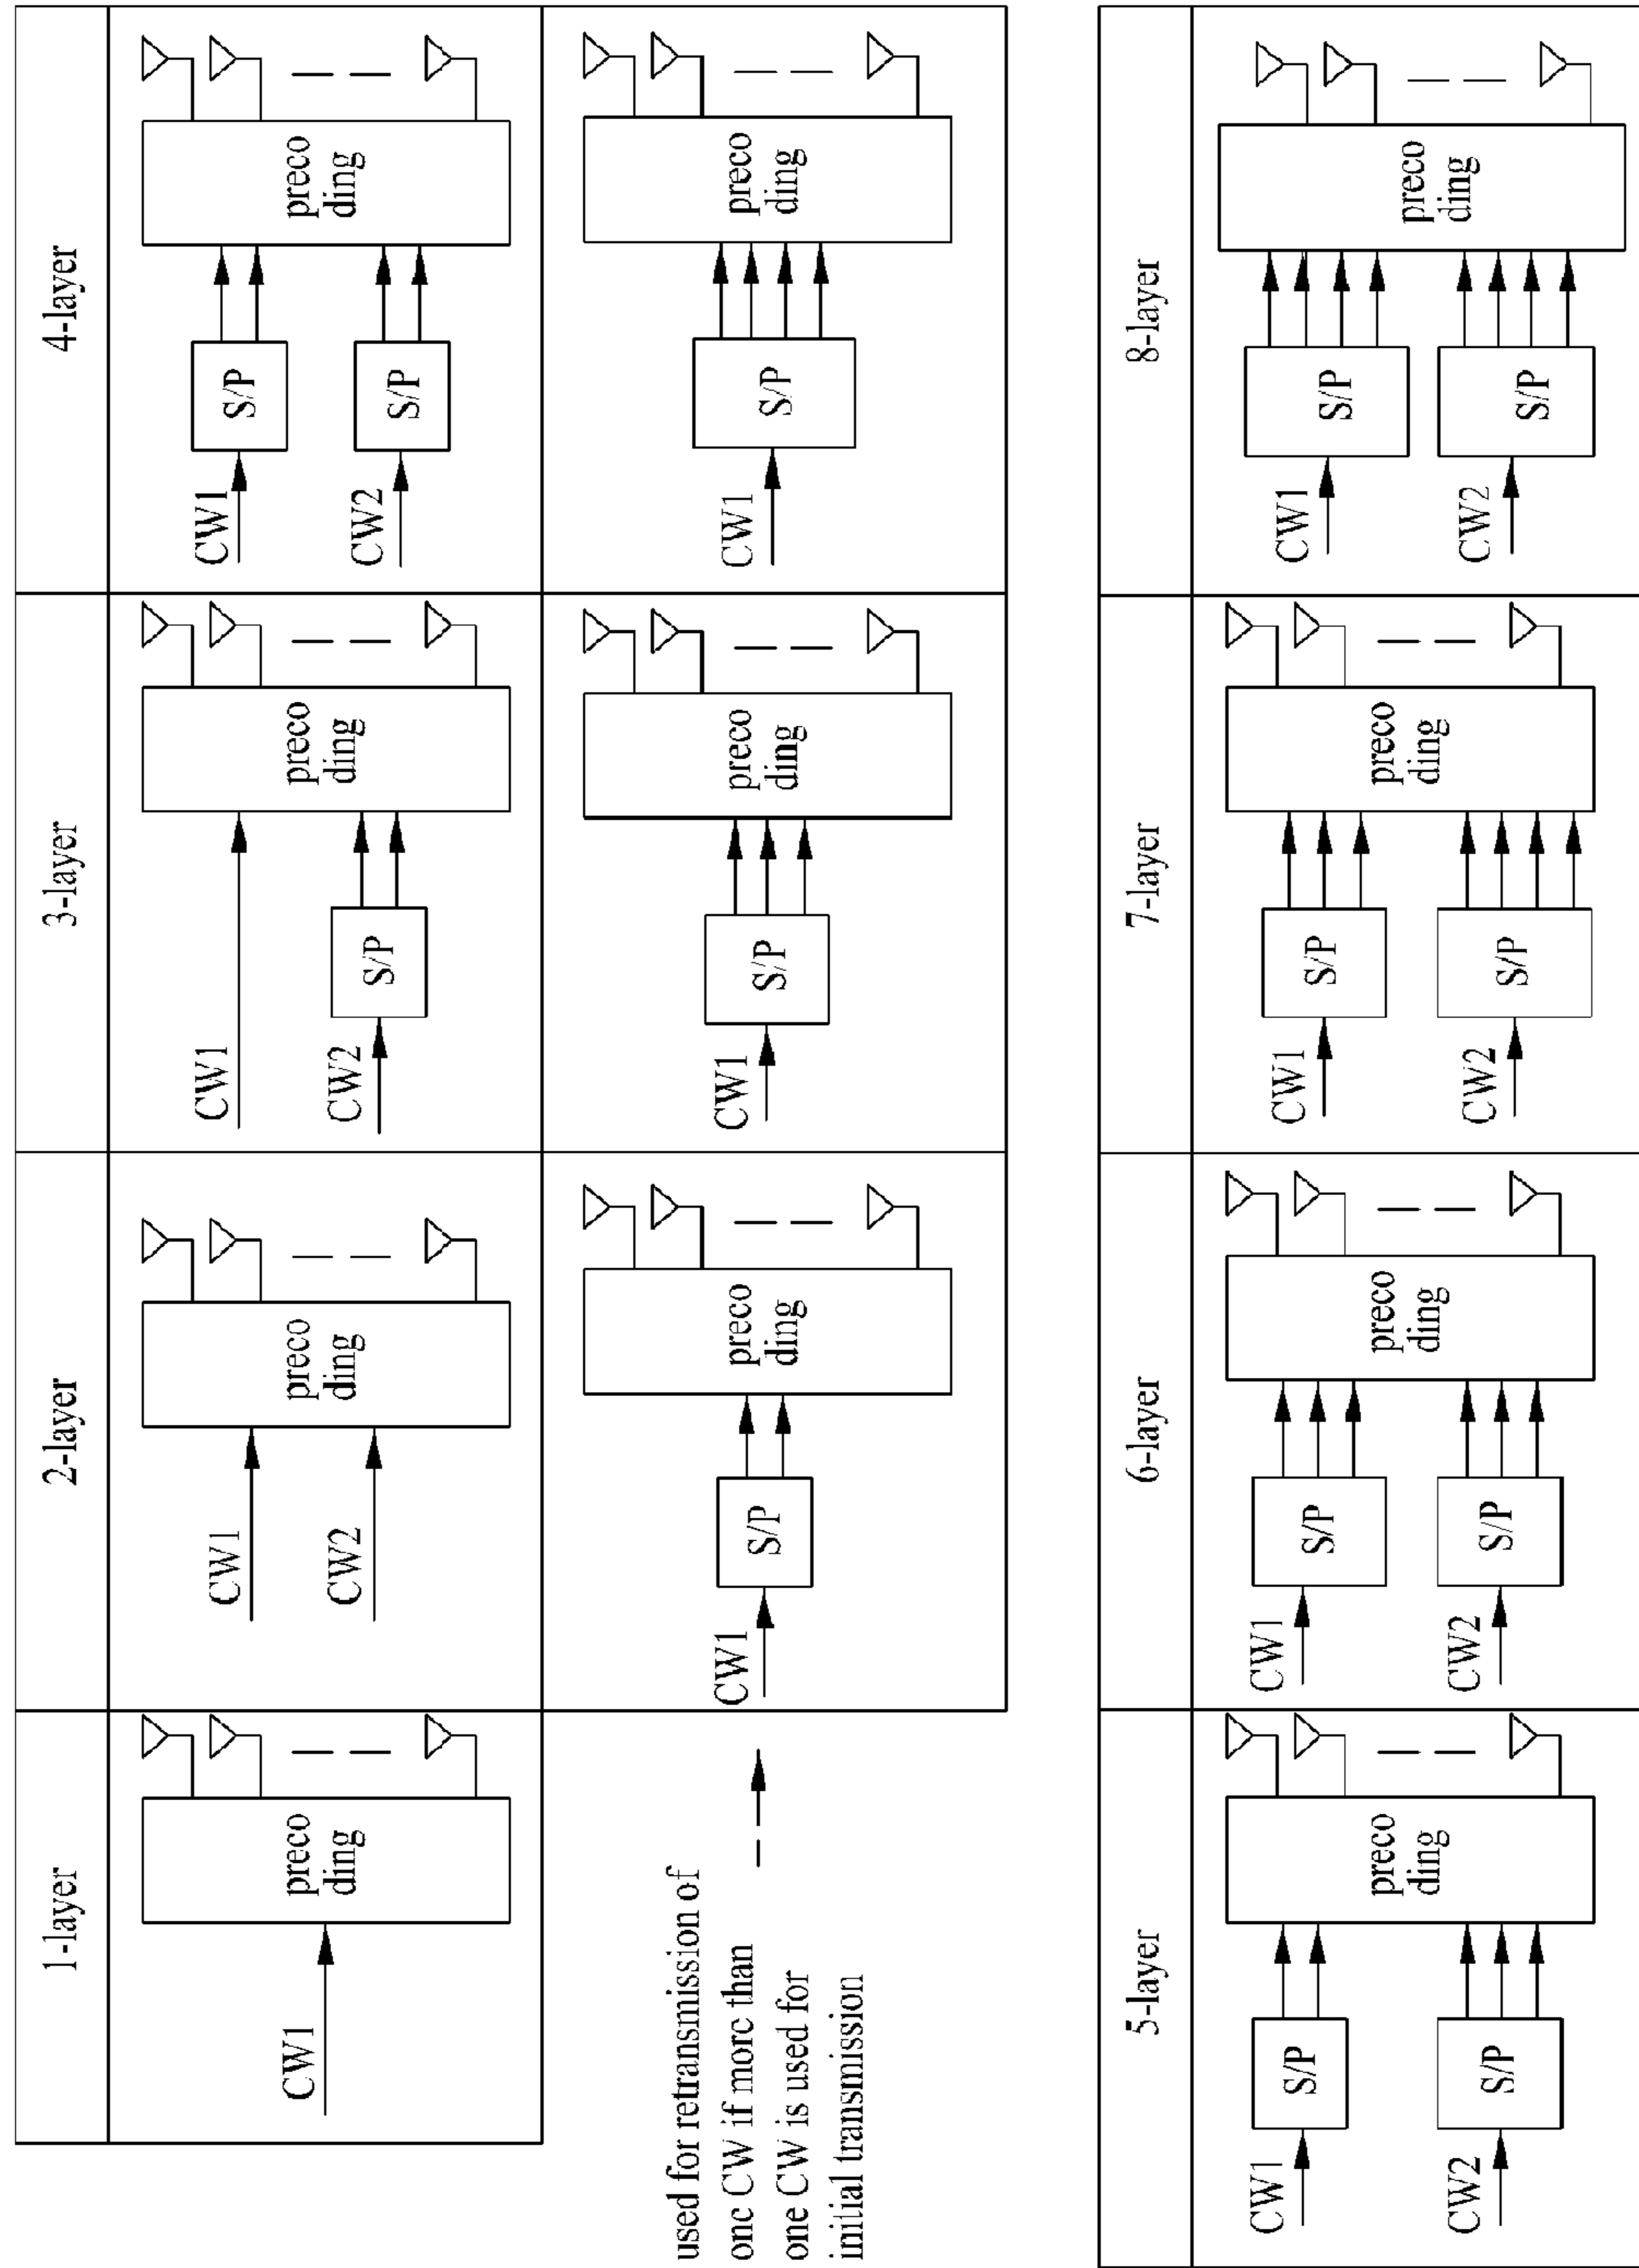 1-layer
2-layer
3-layer
4-layer
CW1
preco
ding
CW1
CW2
preco
ding
CW1
CW2
S/P
preco
ding
CW1
S/P
CW2
S/P
preco
ding
used for retransmission of
one CW if more than
one CW is used for
initial transmission
CW1
S/P
preco
ding
CW1
S/P
preco
ding
CW1
S/P
preco
ding
5-layer
6-layer
7-layer
8-layer
CW1
S/P
CW2
S/P
preco
ding
CW1
S/P
CW2
S/P
preco
ding
CW1
S/P
CW2
S/P
preco
ding
CW1
S/P
CW2
S/P
preco
ding